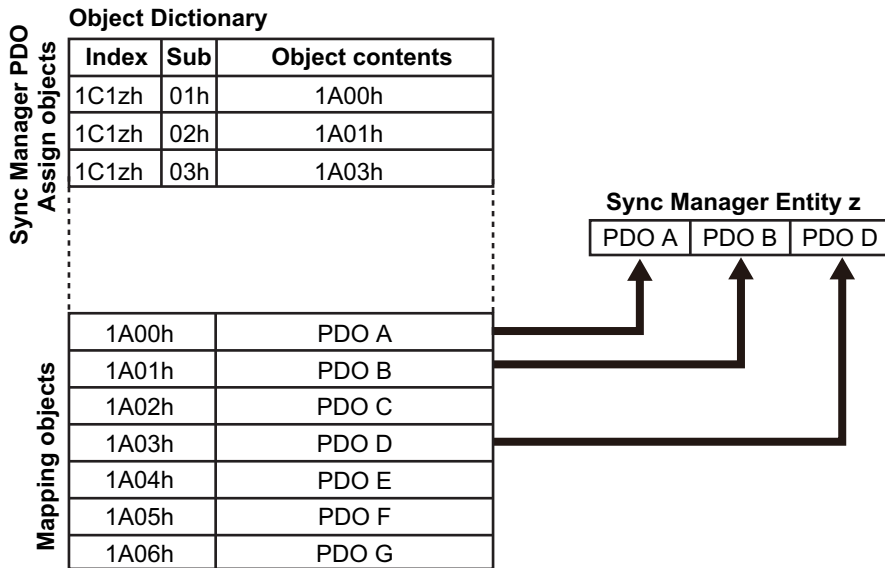 Object Dictionary
Sync Manager PDO
Assign objects
Index Sub Object contents
1C1zh 01h 1A00h
1C1zh 02h 1A01h
1C1zh 03h 1A03h
Sync Manager Entity z
PDO A PDO B PDO D
Mapping objects
1A00h PDO A
1A01h PDO B
1A02h PDO C
1A03h PDO D
1A04h PDO E
1A05h PDO F
1A06h PDO G